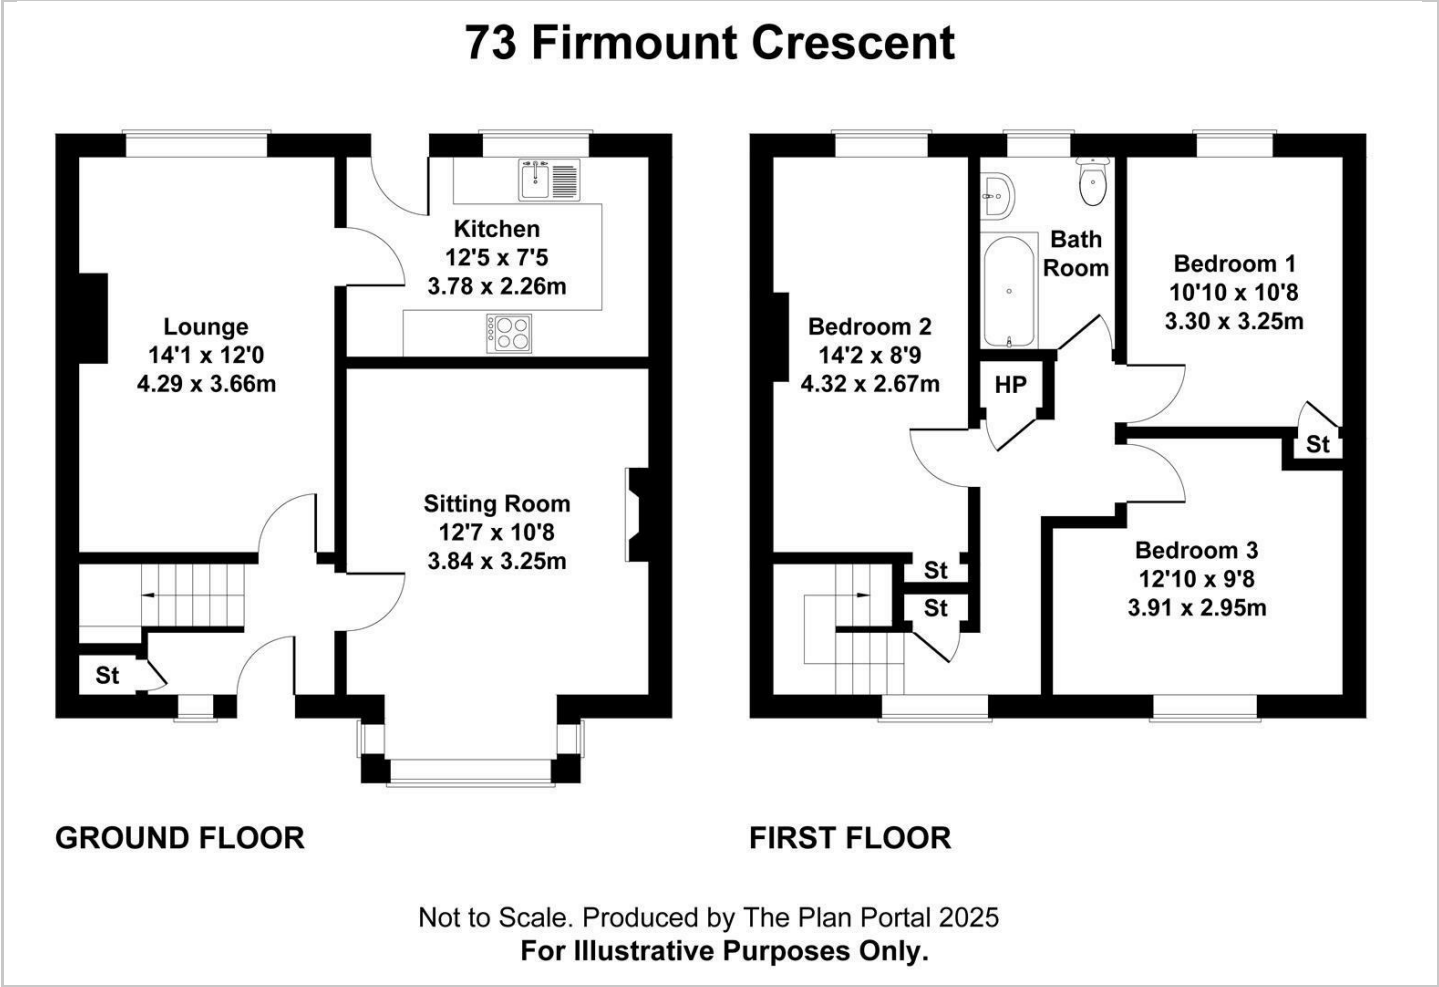 73 Firmount Crescent
Kitchen
12'5 x 7'5
3.78 x 2.26m
Lounge
14'1 x 12'0
4.29 x 3.66m
Sitting Room
12'7 x 10'8
3.84 x 3.25m
St
GROUND FLOOR
Bath
Room
Bedroom 1
10'10 x 10'8
3.30 x 3.25m
Bedroom 2
14'2 x 8'9
4.32 x 2.67m
HP
St
Bedroom 3
12'10 x 9'8
3.91 x 2.95m
St
St
FIRST FLOOR
Not to Scale. Produced by The Plan Portal 2025
For Illustrative Purposes Only.